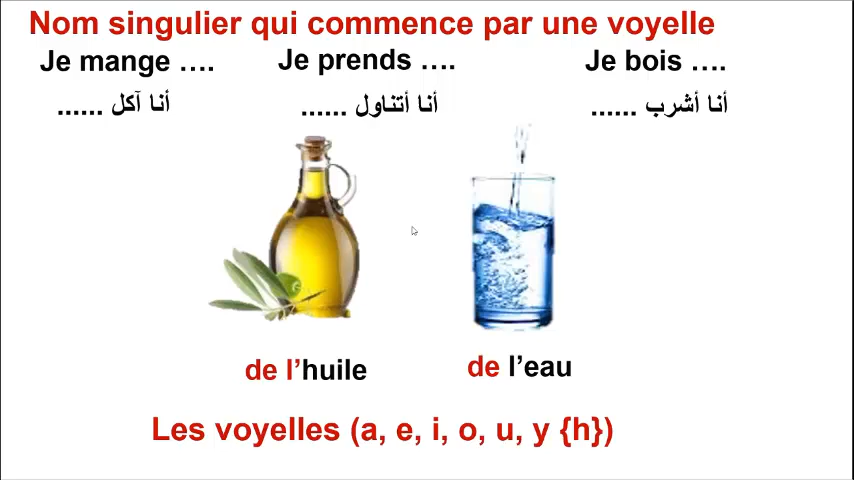 Nom singulier qui commence par une voyelle
Je mange .... Je prends .... Je bois ....
أنا آكل ...... أنا أتناول ...... أنا أشرب ......
de l’huile de l’eau
Les voyelles (a, e, i, o, u, y {h})